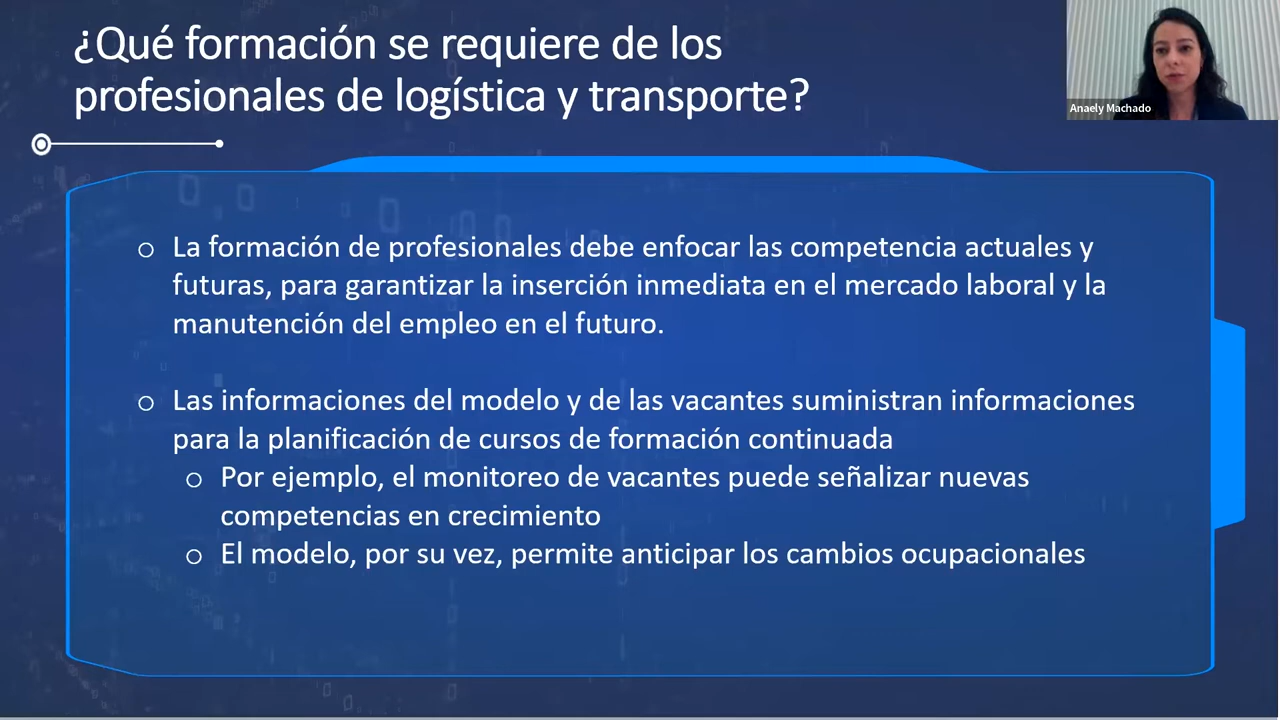 ¿Qué formación se requiere de los
profesionales de logística y transporte?
Anaely Machado
o La formación de profesionales debe enfocar las competencia actuales y
futuras, para garantizar la inserción inmediata en el mercado laboral y la
manutención del empleo en el futuro.
o Las informaciones del modelo y de las vacantes suministran informaciones
para la planificación de cursos de formación continuada
o Por ejemplo, el monitoreo de vacantes puede señalizar nuevas
competencias en crecimiento
o El modelo, por su vez, permite anticipar los cambios ocupacionales